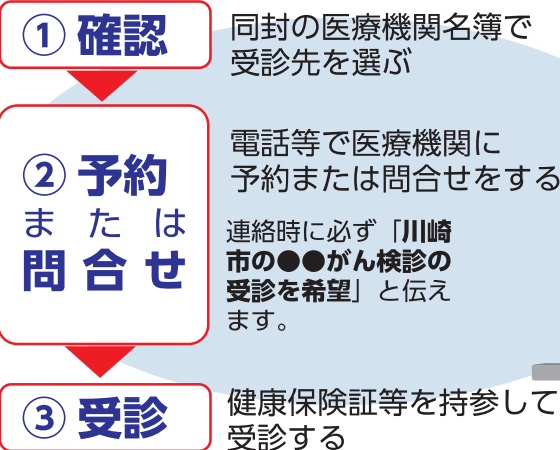 ① 確認
同封の医療機関名簿で
受診先を選ぶ
② 予約
または
問合せ
電話等で医療機関に
予約または問合せをする
連絡時に必ず「川崎
市の●●がん検診の
受診を希望」と伝え
ます。
③ 受診
健康保険証等を持参して
受診する